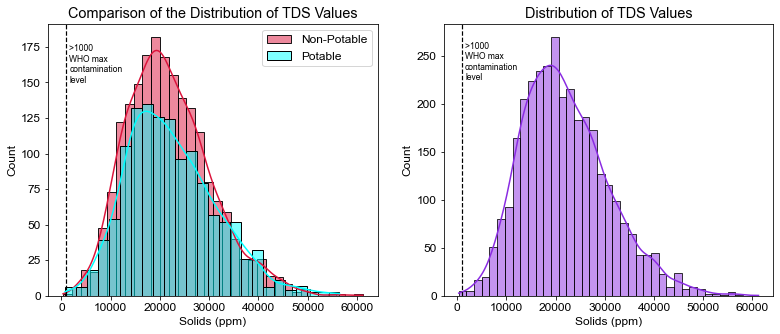 Comparison of the Distribution of TDS Values
Distribution of TDS Values
>1000
WHO max
contamination
level
Non-Potable
Potable
175
150
125
100
75
50
25
0
Count
0
10000
20000
30000
40000
50000
60000
Solids (ppm)
>1000
WHO max
contamination
level
250
200
150
100
50
0
Count
0
10000
20000
30000
40000
50000
60000
Solids (ppm)